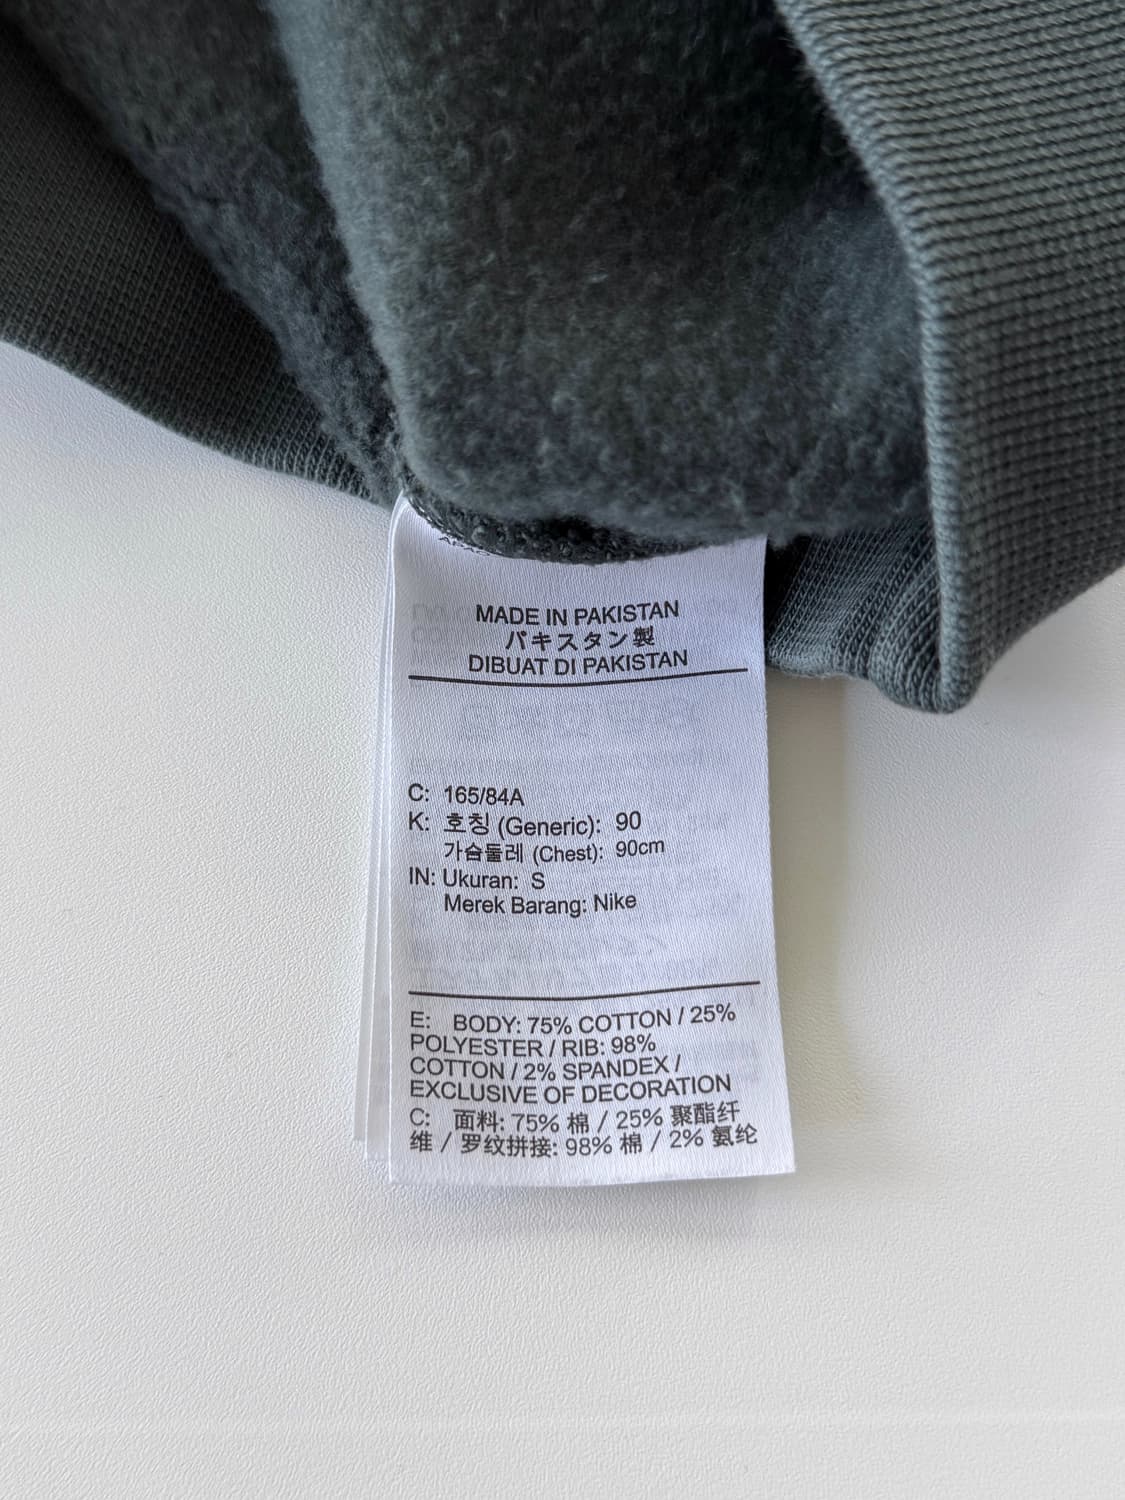 MADE IN PAKISTAN
パキスタン製
DIBUAT DI PAKISTAN
C: 165/84A
K: 호칭 (Generic): 90
가슴둘레 (Chest): 90cm
IN: Ukuran: S
Merek Barang: Nike
E: BODY: 75% COTTON / 25%
POLYESTER / RIB: 98%
COTTON / 2% SPANDEX /
EXCLUSIVE OF DECORATION
C: 面料: 75% 棉 / 25% 聚酯纤
维 / 罗纹拼接: 98% 棉 / 2% 氨纶